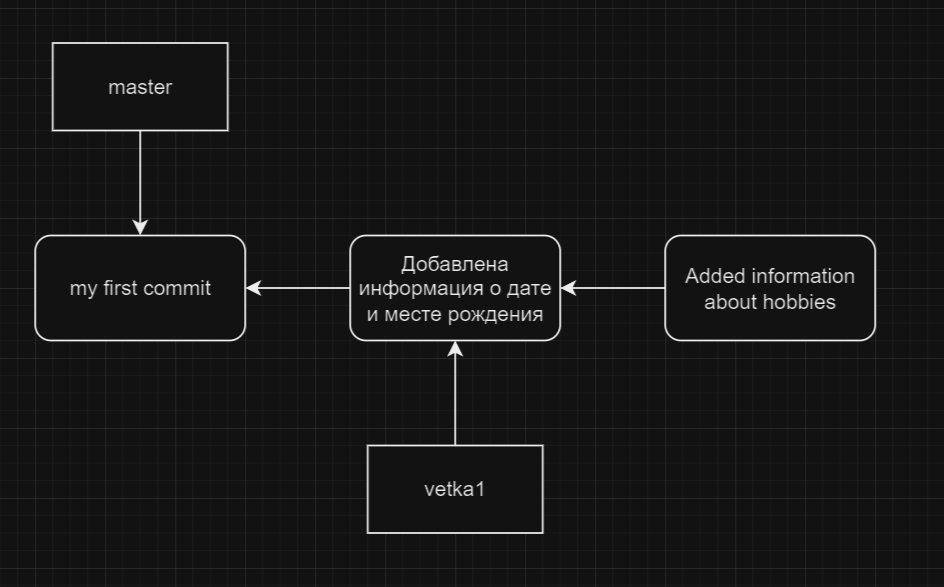 master
my first commit
Добавлена
информация о дате
и месте рождения
Added information
about hobbies
vetka1